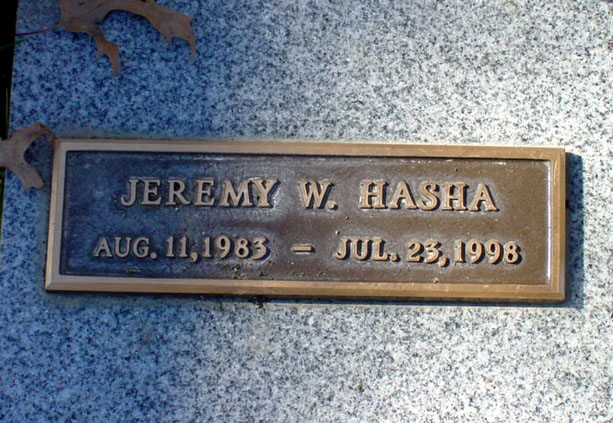 JEREMY W. HASHA
AUG. 11, 1983 = JUL. 23, 1998